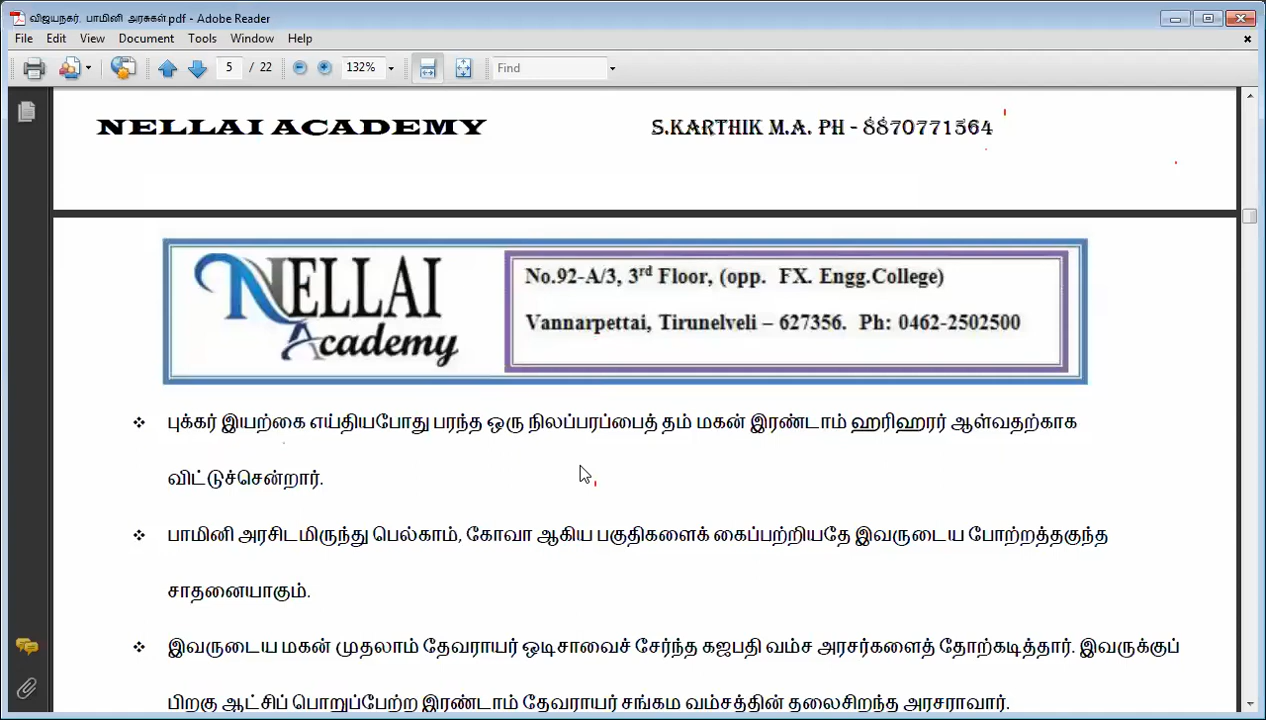 விஜயநகர், பாமினி அரசுகள்.pdf - Adobe Reader
File Edit View Document Tools Window Help
5 / 22 132% Find
NELLAI ACADEMY S.KARTHIK M.A. PH - 8870771564
NELLAI
Academy
No.92-A/3, 3rd Floor, (opp. FX. Engg.College)
Vannarpettai, Tirunelveli – 627356. Ph: 0462-2502500
❖ புக்கர் இயற்கை எய்தியபோது பரந்த ஒரு நிலப்பரப்பைத் தம் மகன் இரண்டாம் ஹரிஹரர் ஆள்வதற்காக
விட்டுச்சென்றார்.
❖ பாமினி அரசிடமிருந்து பெல்காம், கோவா ஆகிய பகுதிகளைக் கைப்பற்றியதே இவருடைய போற்றத்தகுந்த
சாதனையாகும்.
❖ இவருடைய மகன் முதலாம் தேவராயர் ஒடிசாவைச் சேர்ந்த கஜபதி வம்ச அரசர்களைத் தோற்கடித்தார். இவருக்குப்
பிறகு ஆட்சிப் பொறுப்பேற்ற இரண்டாம் தேவராயர் சங்கம வம்சத்தின் தலைசிறந்த அரசராவார்.